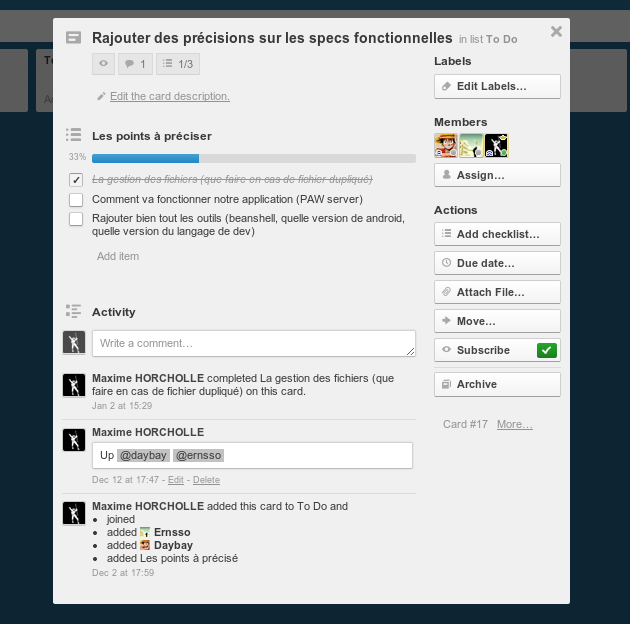 Rajouter des précisions sur les specs fonctionnelles in list To Do
1 1/3
Edit the card description.
Les points à préciser
33%
La gestion des fichiers (que faire en cas de fichier dupliqué)
Comment va fonctionner notre application (PAW server)
Rajouter bien tout les outils (beanshell, quelle version de android,
quelle version du langage de dev)
Add item
Activity
Write a comment…
Maxime HORCHOLLE completed La gestion des fichiers (que
faire en cas de fichier dupliqué) on this card.
Jan 2 at 15:29
Maxime HORCHOLLE
Up @daybay @ernsso
Dec 12 at 17:47 - Edit - Delete
Maxime HORCHOLLE added this card to To Do and
• joined
• added Ernsso
• added Daybay
• added Les points à précisé
Dec 2 at 17:59
Labels
Edit Labels…
Members
Assign…
Actions
Add checklist…
Due date…
Attach File…
Move…
Subscribe
Archive
Card #17 More…